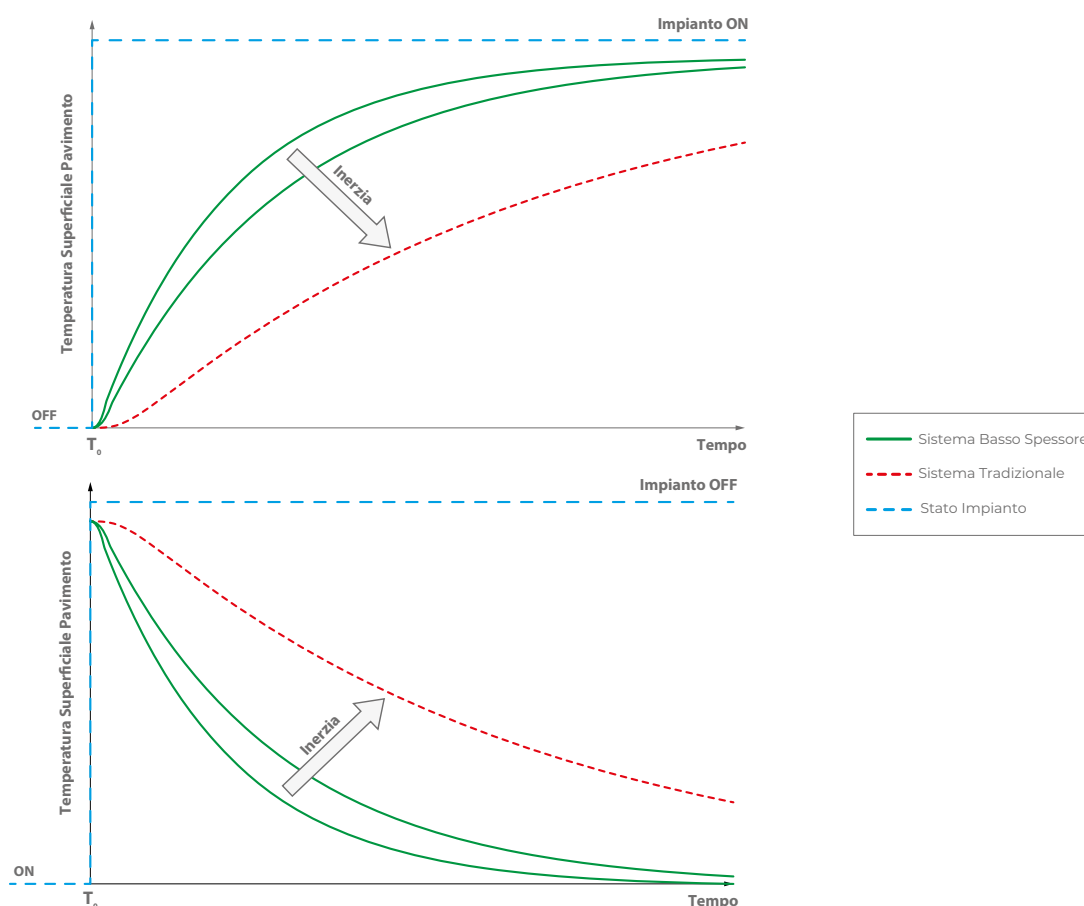 Impianto ON
Temperatura Superficiale Pavimento
Inerzia
OFF
T₀
Tempo
Sistema Basso Spessore
Sistema Tradizionale
Stato Impianto
Impianto OFF
Temperatura Superficiale Pavimento
Inerzia
ON
T₀
Tempo